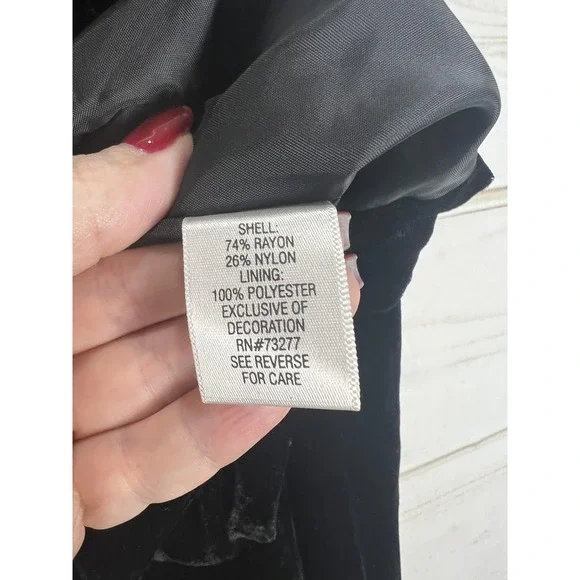 SHELL:
74% RAYON
26% NYLON
LINING:
100% POLYESTER
EXCLUSIVE OF
DECORATION
RN#73277
SEE REVERSE
FOR CARE